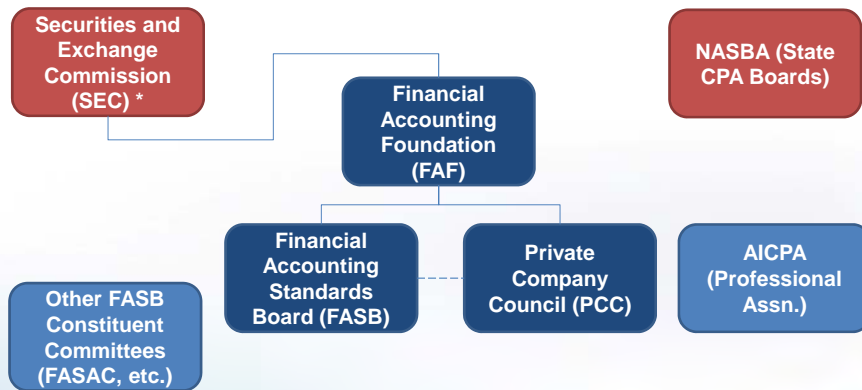 Securities and
Exchange
Commission
(SEC) *
NASBA (State
CPA Boards)
Financial
Accounting
Foundation
(FAF)
Financial
Accounting
Standards
Board (FASB)
Private
Company
Council (PCC)
AICPA
(Professional
Assn.)
Other FASB
Constituent
Committees
(FASAC, etc.)